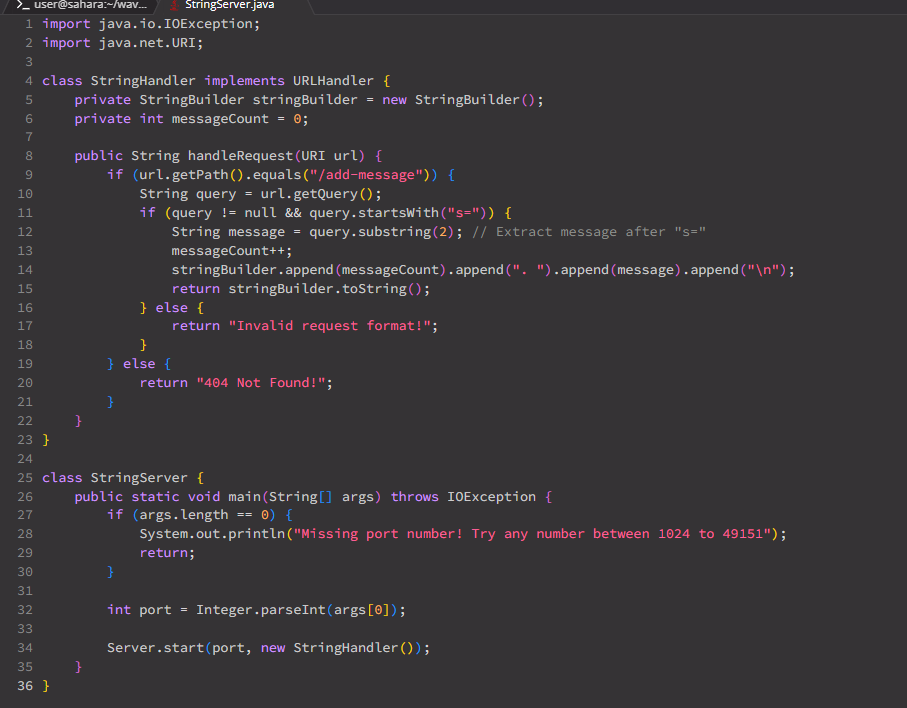 user@sahara:~/wav... StringServer.java
1 import java.io.IOException;
2 import java.net.URI;
3
4 class StringHandler implements URLHandler {
5     private StringBuilder stringBuilder = new StringBuilder();
6     private int messageCount = 0;
7
8     public String handleRequest(URI url) {
9         if (url.getPath().equals("/add-message")) {
10             String query = url.getQuery();
11             if (query != null && query.startsWith("s=")) {
12                 String message = query.substring(2); // Extract message after "s="
13                 messageCount++;
14                 stringBuilder.append(messageCount).append(". ").append(message).append("\n");
15                 return stringBuilder.toString();
16             } else {
17                 return "Invalid request format!";
18             }
19         } else {
20             return "404 Not Found!";
21         }
22     }
23 }
24
25 class StringServer {
26     public static void main(String[] args) throws IOException {
27         if (args.length == 0) {
28             System.out.println("Missing port number! Try any number between 1024 to 49151");
29             return;
30         }
31
32         int port = Integer.parseInt(args[0]);
33
34         Server.start(port, new StringHandler());
35     }
36 }